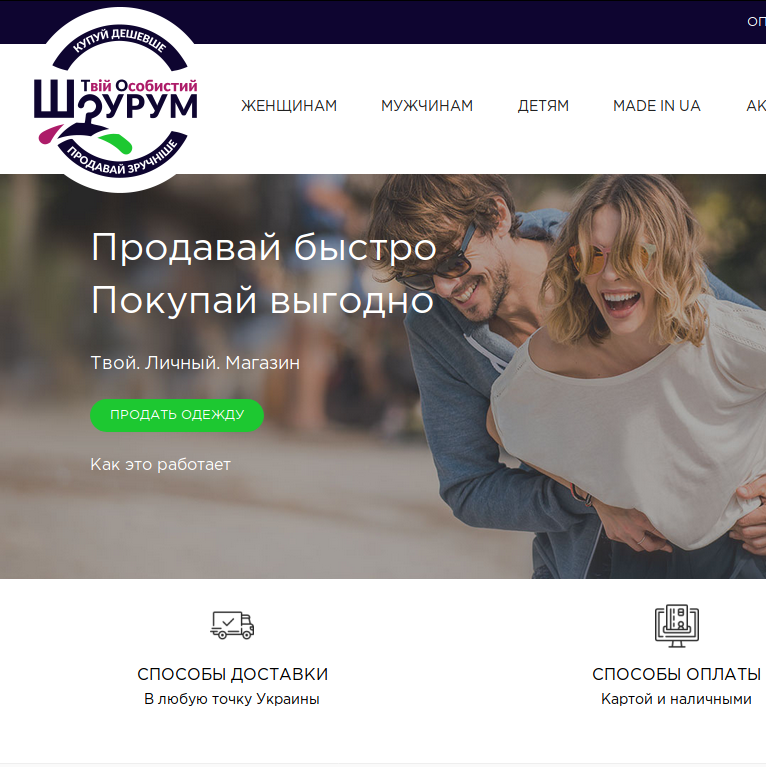 ОП
КУПУЙ ДЕШЕВШЕ
Твій Особистий
ШОУРУМ
ПРОДАВАЙ ЗРУЧНІШЕ
ЖЕНЩИНАМ МУЖЧИНАМ ДЕТЯМ MADE IN UA АК
Продавай быстро
Покупай выгодно
Твой. Личный. Магазин
ПРОДАТЬ ОДЕЖДУ
Как это работает
СПОСОБЫ ДОСТАВКИ
В любую точку Украины
СПОСОБЫ ОПЛАТЫ
Картой и наличными